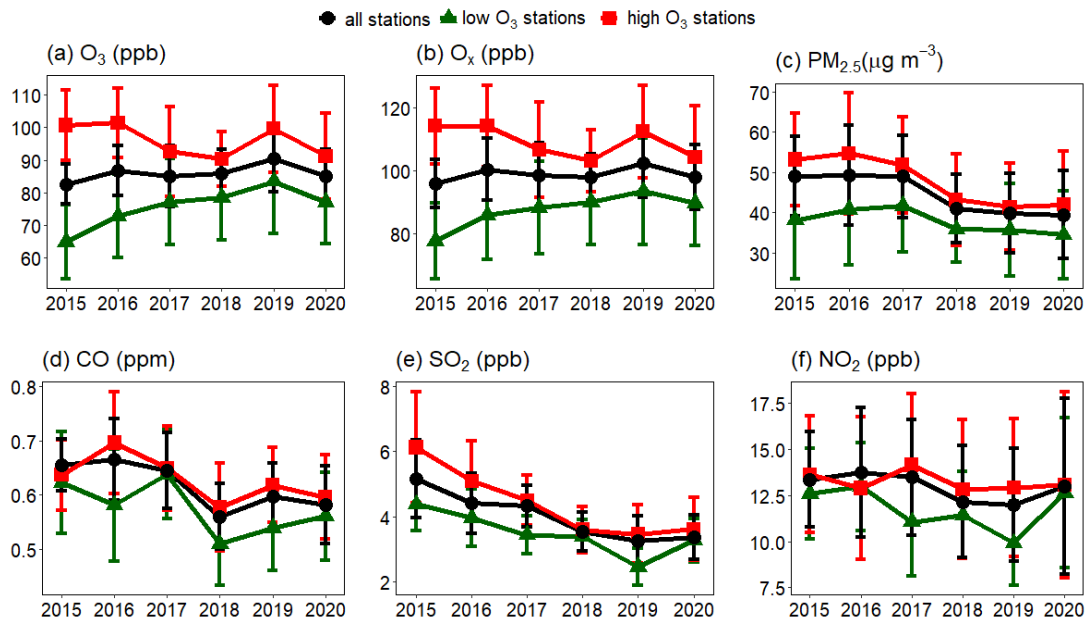 all stations low O₃ stations high O₃ stations
(a) O₃ (ppb)
110
100
90
80
70
60
2015 2016 2017 2018 2019 2020
(b) Oₓ (ppb)
120
100
80
2015 2016 2017 2018 2019 2020
(c) PM₂.₅(μg m⁻³)
70
60
50
40
30
2015 2016 2017 2018 2019 2020
(d) CO (ppm)
0.8
0.7
0.6
0.5
2015 2016 2017 2018 2019 2020
(e) SO₂ (ppb)
8
6
4
2
2015 2016 2017 2018 2019 2020
(f) NO₂ (ppb)
17.5
15.0
12.5
10.0
7.5
2015 2016 2017 2018 2019 2020